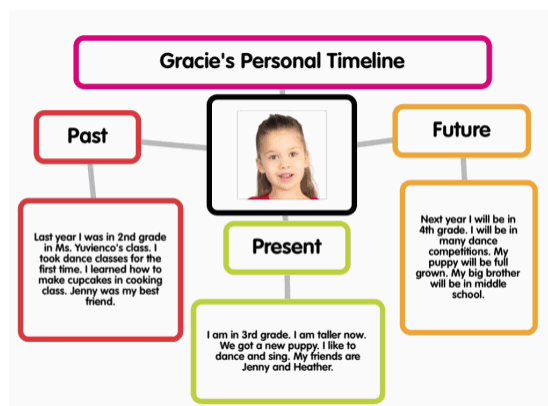 Gracie's Personal Timeline
Past
Last year I was in 2nd grade
in Ms. Yuvienco's class. I
took dance classes for the
first time. I learned how to
make cupcakes in cooking
class. Jenny was my best
friend.
Present
I am in 3rd grade. I am taller now.
We got a new puppy. I like to
dance and sing. My friends are
Jenny and Heather.
Future
Next year I will be in
4th grade. I will be in
many dance
competitions. My
puppy will be full
grown. My big brother
will be in middle
school.